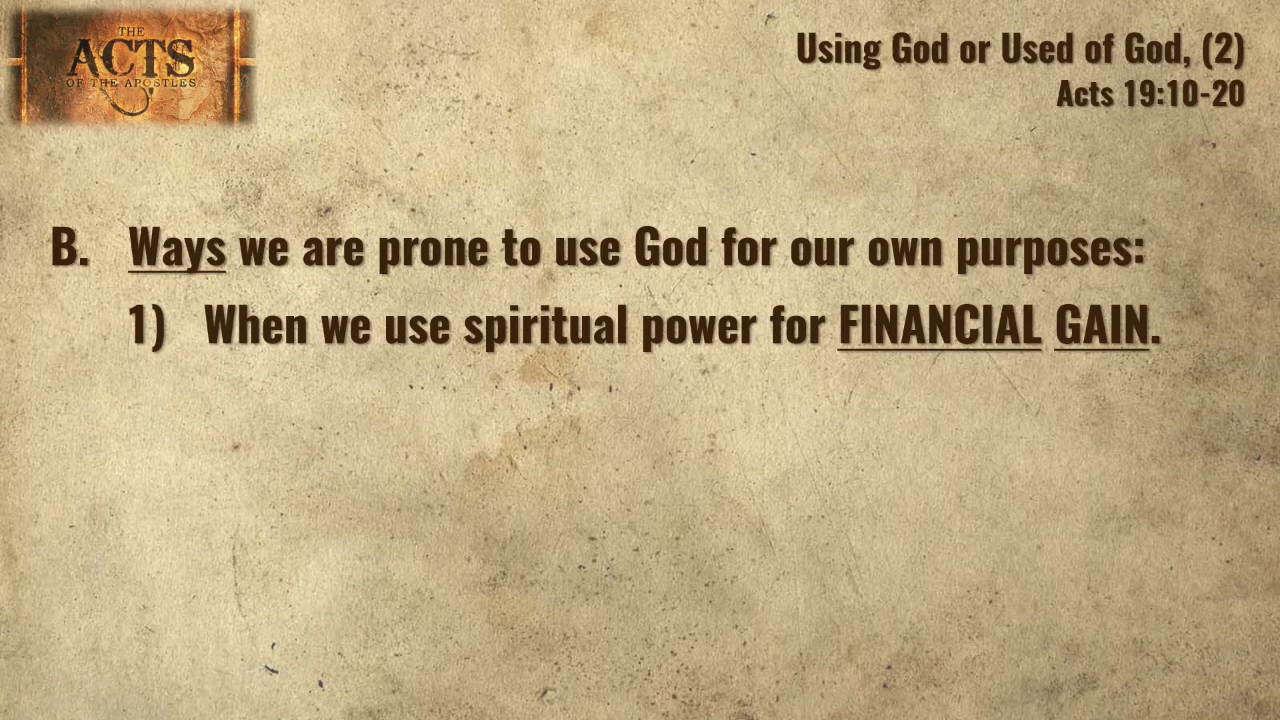 THE
ACTS
OF THE APOSTLES
Using God or Used of God, (2)
Acts 19:10-20
B. Ways we are prone to use God for our own purposes:
1) When we use spiritual power for FINANCIAL GAIN.